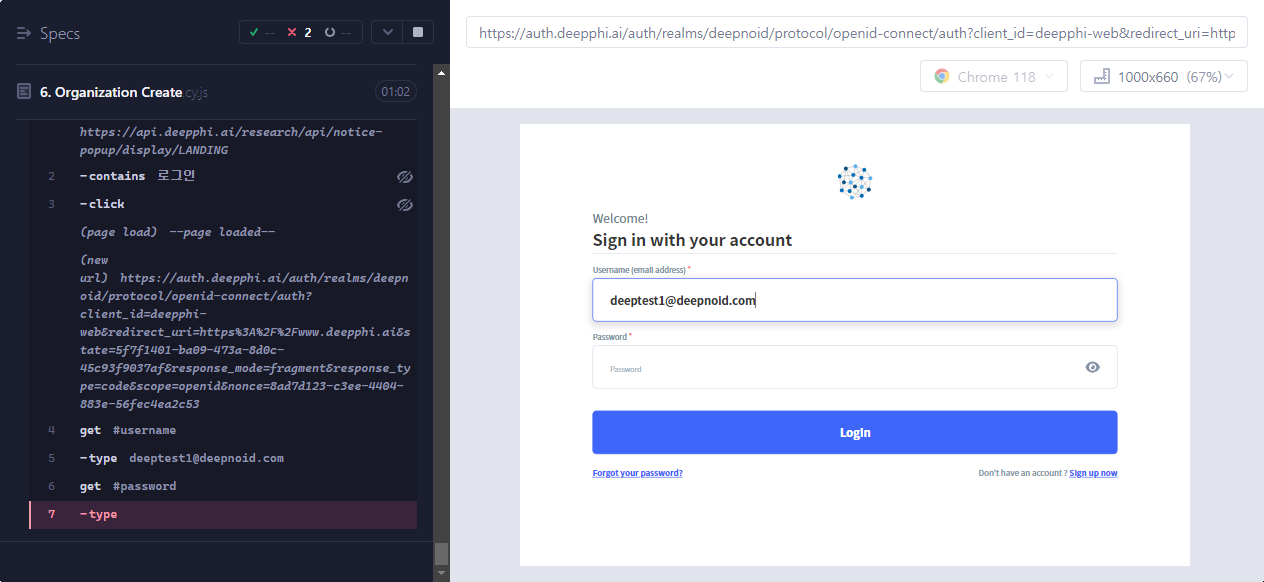 Specs
-- 2 --
6. Organization Create.cy.js 01:02
https://api.deepphi.ai/research/api/notice-
popup/display/LANDING
2 -contains 로그인
3 -click
(page load) --page loaded--
(new
url) https://auth.deepphi.ai/auth/realms/deepn
oid/protocol/openid-connect/auth?
client_id=deepphi-
web&redirect_uri=https%3A%2F%2Fwww.deepphi.ai&s
tate=5f7f1401-ba09-473a-8d0c-
45c93f9037af&response_mode=fragment&response_ty
pe=code&scope=openid&nonce=8ad7d123-c3ee-4404-
883e-56fec4ea2c53
4 get #username
5 -type deeptest1@deepnoid.com
6 get #password
7 -type
https://auth.deepphi.ai/auth/realms/deepnoid/protocol/openid-connect/auth?client_id=deepphi-web&redirect_uri=http
Chrome 118
1000x660 (67%)
Welcome!
Sign in with your account
Username (email address) *
deeptest1@deepnoid.com
Password *
Password
Login
Forgot your password?
Don't have an account ? Sign up now